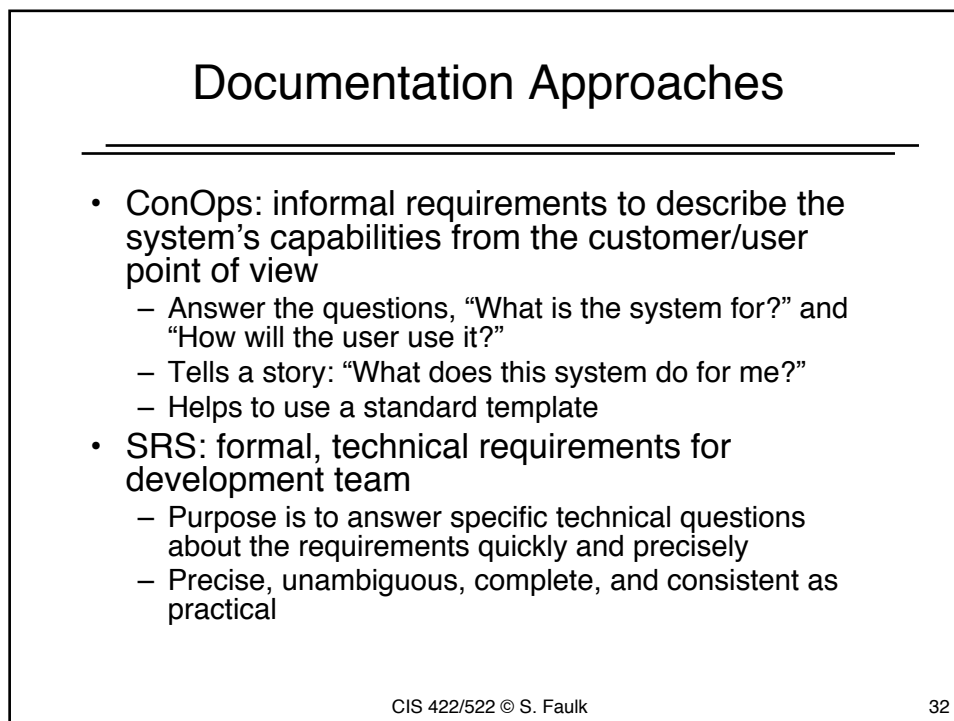 Documentation Approaches
• ConOps: informal requirements to describe the
system’s capabilities from the customer/user
point of view
– Answer the questions, “What is the system for?” and
“How will the user use it?”
– Tells a story: “What does this system do for me?”
– Helps to use a standard template
• SRS: formal, technical requirements for
development team
– Purpose is to answer specific technical questions
about the requirements quickly and precisely
– Precise, unambiguous, complete, and consistent as
practical
CIS 422/522 © S. Faulk
32